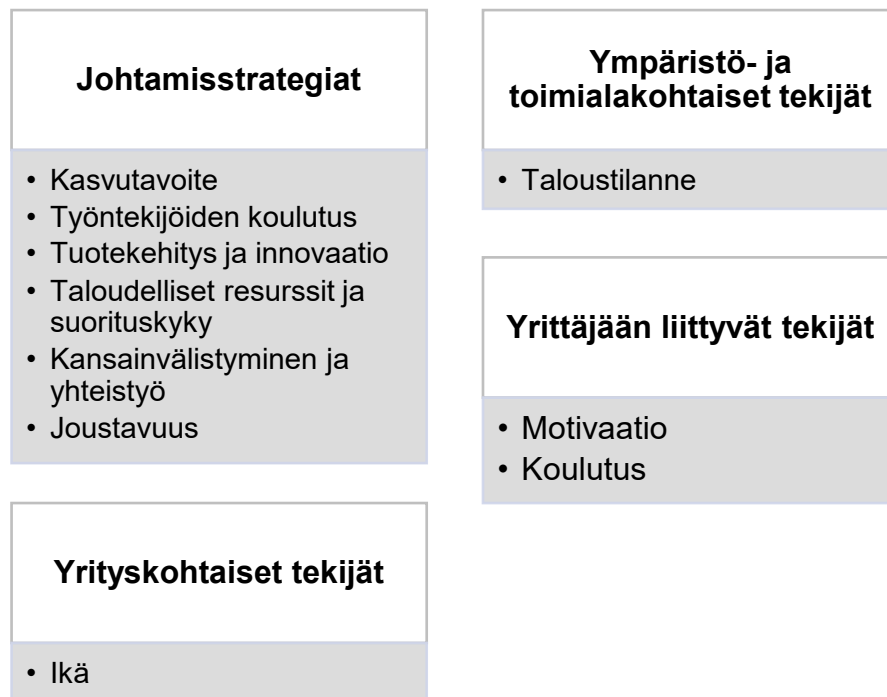 Johtamisstrategiat
• Kasvutavoite
• Työntekijöiden koulutus
• Tuotekehitys ja innovaatio
• Taloudelliset resurssit ja
suorituskyky
• Kansainvälistyminen ja
yhteistyö
• Joustavuus
Ympäristö- ja
toimialakohtaiset tekijät
• Taloustilanne
Yrittäjään liittyvät tekijät
• Motivaatio
• Koulutus
Yrityskohtaiset tekijät
• Ikä